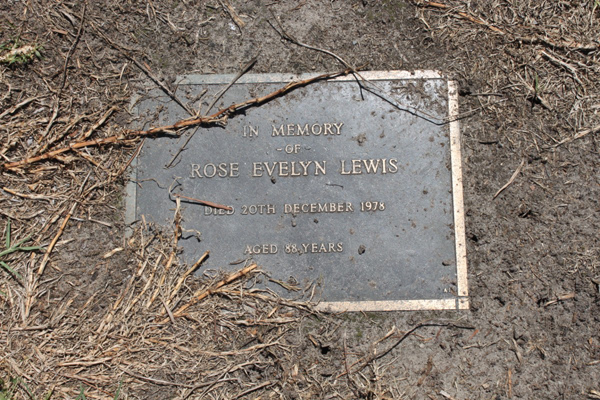 IN MEMORY
- OF -
ROSE EVELYN LEWIS
DIED 20TH DECEMBER 1978
AGED 88 YEARS